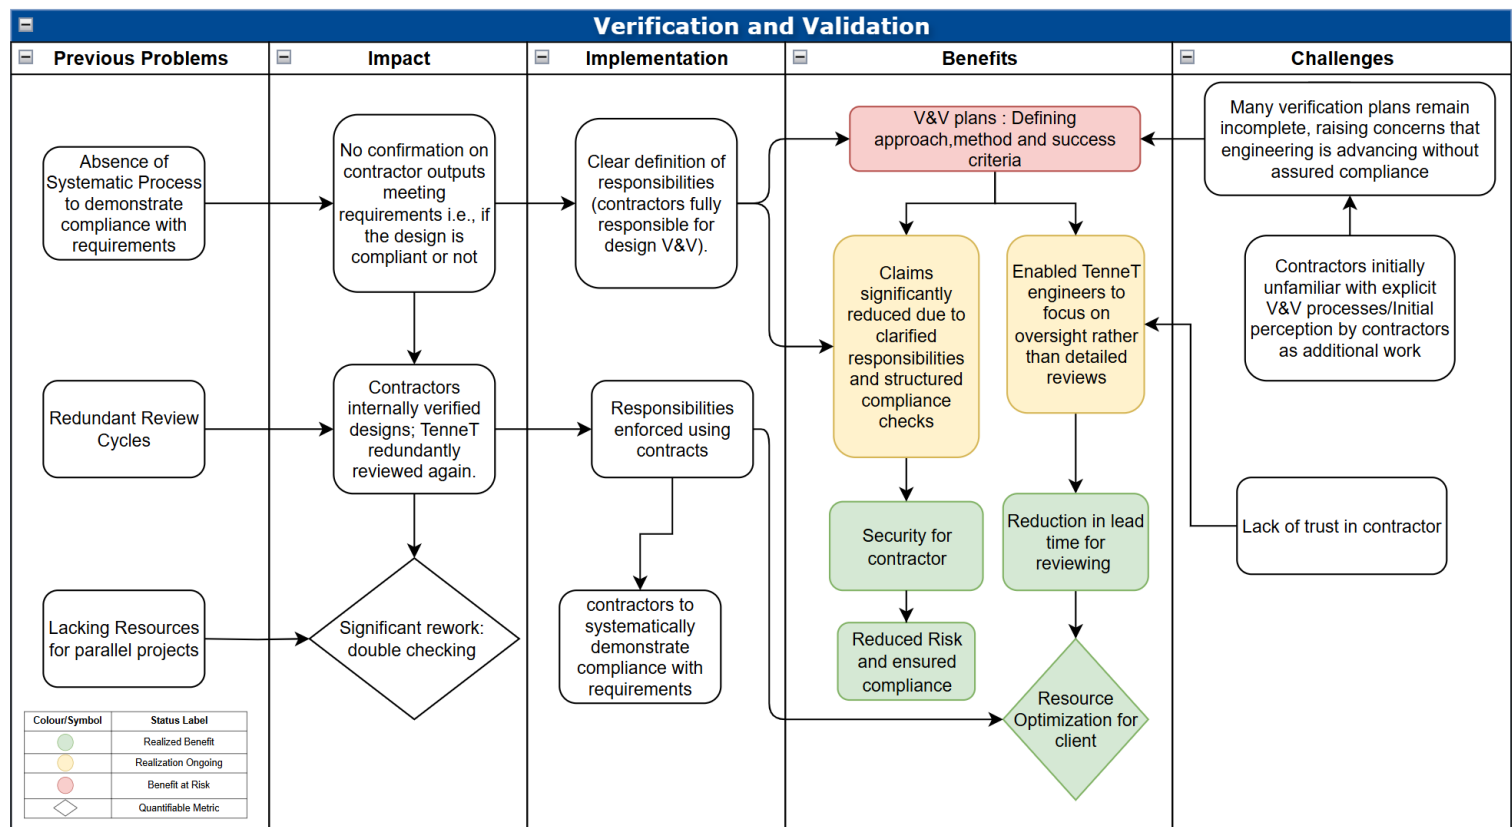 Verification and Validation
Previous Problems
Impact
Implementation
Benefits
Challenges
Absence of
Systematic Process
to demonstrate
compliance with
requirements
Redundant Review
Cycles
Lacking Resources
for parallel projects
No confirmation on
contractor outputs
meeting
requirements i.e., if
the design is
compliant or not
Contractors
internally verified
designs; TenneT
redundantly
reviewed again.
Significant rework:
double checking
Clear definition of
responsibilities
(contractors fully
responsible for
design V&V).
Responsibilities
enforced using
contracts
contractors to
systematically
demonstrate
compliance with
requirements
V&V plans : Defining
approach,method and success
criteria
Claims
significantly
reduced due to
clarified
responsibilities
and structured
compliance
checks
Enabled TenneT
engineers to
focus on
oversight rather
than detailed
reviews
Security for
contractor
Reduction in lead
time for
reviewing
Reduced Risk
and ensured
compliance
Resource
Optimization for
client
Many verification plans remain
incomplete, raising concerns that
engineering is advancing without
assured compliance
Contractors initially
unfamiliar with explicit
V&V processes/Initial
perception by contractors
as additional work
Lack of trust in contractor
Colour/Symbol Status Label
Realized Benefit
Realization Ongoing
Benefit at Risk
Quantifiable Metric